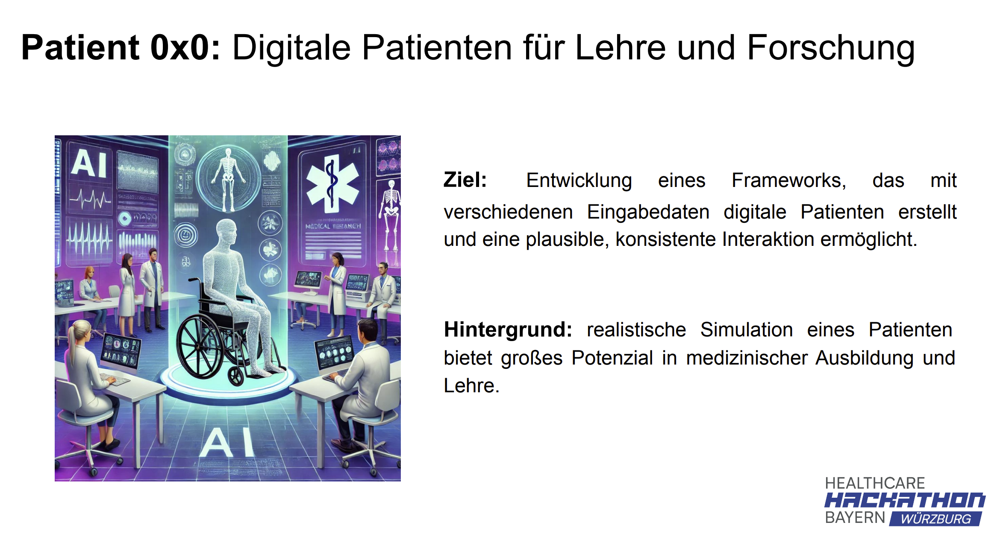 Patient 0x0: Digitale Patienten für Lehre und Forschung
AI
MEDICAL
Ziel: Entwicklung eines Frameworks, das mit
verschiedenen Eingabedaten digitale Patienten erstellt
und eine plausible, konsistente Interaktion ermöglicht.
Hintergrund: realistische Simulation eines Patienten
bietet großes Potenzial in medizinischer Ausbildung und
Lehre.
AI
HEALTHCARE
HACKATHON
BAYERN WÜRZBURG